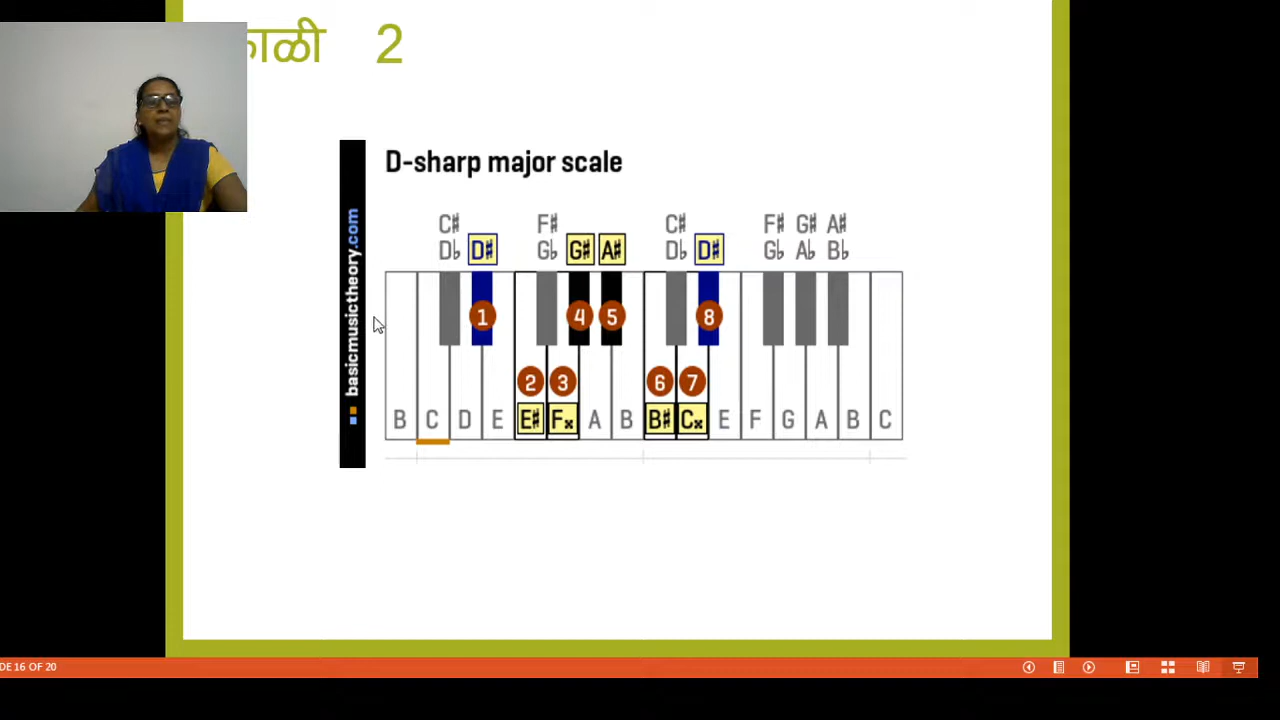 2
D-sharp major scale
basicmusictheory.com
C♯ F♯ C♯ F♯ G♯ A♯
D♭ D♯ G♭ G♯ A♯ D♭ D♯ G♭ A♭ B♭
1 4 5 8
2 3 6 7
B C D E E♯ F𝄪 A B B♯ C𝄪 E F G A B C
DE 16 OF 20